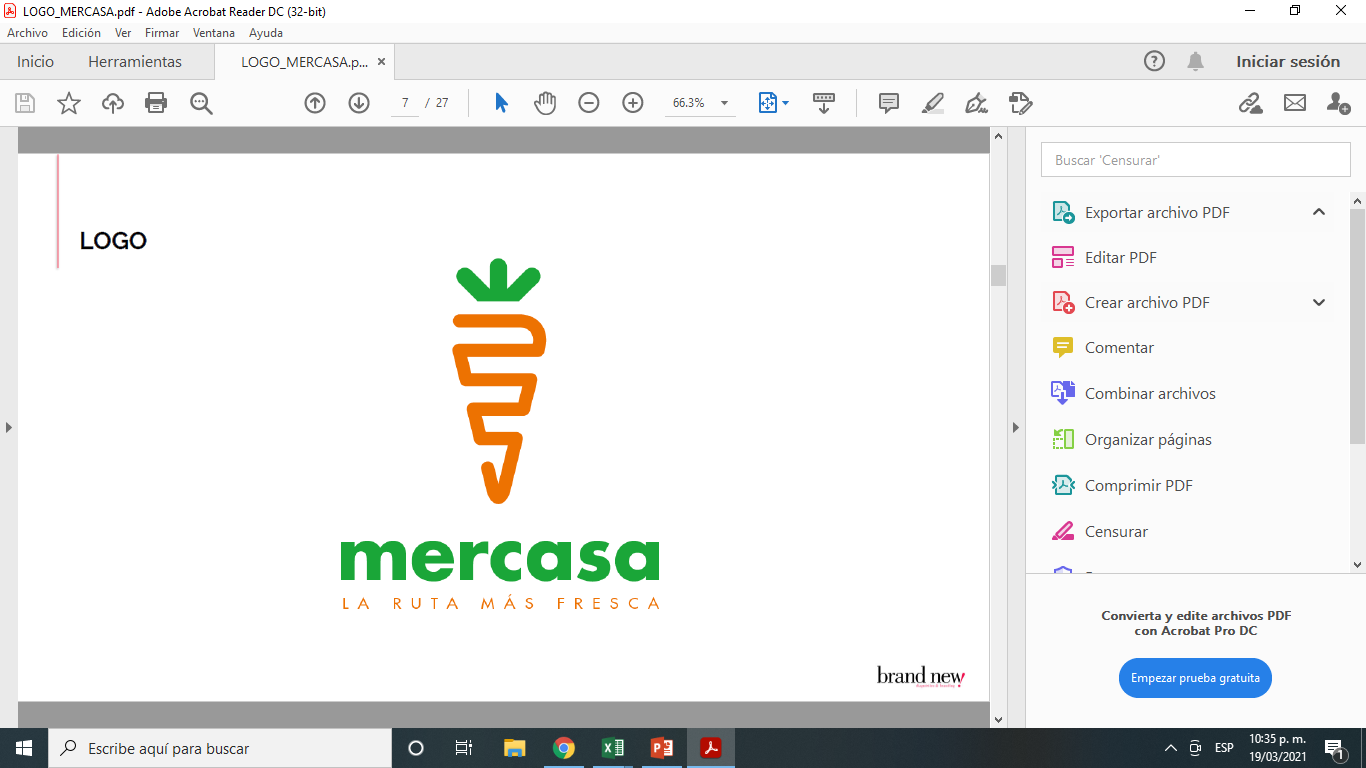 LOGO_MERCASA.pdf - Adobe Acrobat Reader DC (32-bit)
Archivo Edición Ver Firmar Ventana Ayuda
Inicio Herramientas LOGO_MERCASA.p... Iniciar sesión
7 / 27 66.3%
LOGO
mercasa
LA RUTA MÁS FRESCA
brand new
Buscar 'Censurar'
Exportar archivo PDF
Editar PDF
Crear archivo PDF
Comentar
Combinar archivos
Organizar páginas
Comprimir PDF
Censurar
Convierta y edite archivos PDF
con Acrobat Pro DC
Empezar prueba gratuita
Escribe aquí para buscar
ESP
10:35 p. m.
19/03/2021
1